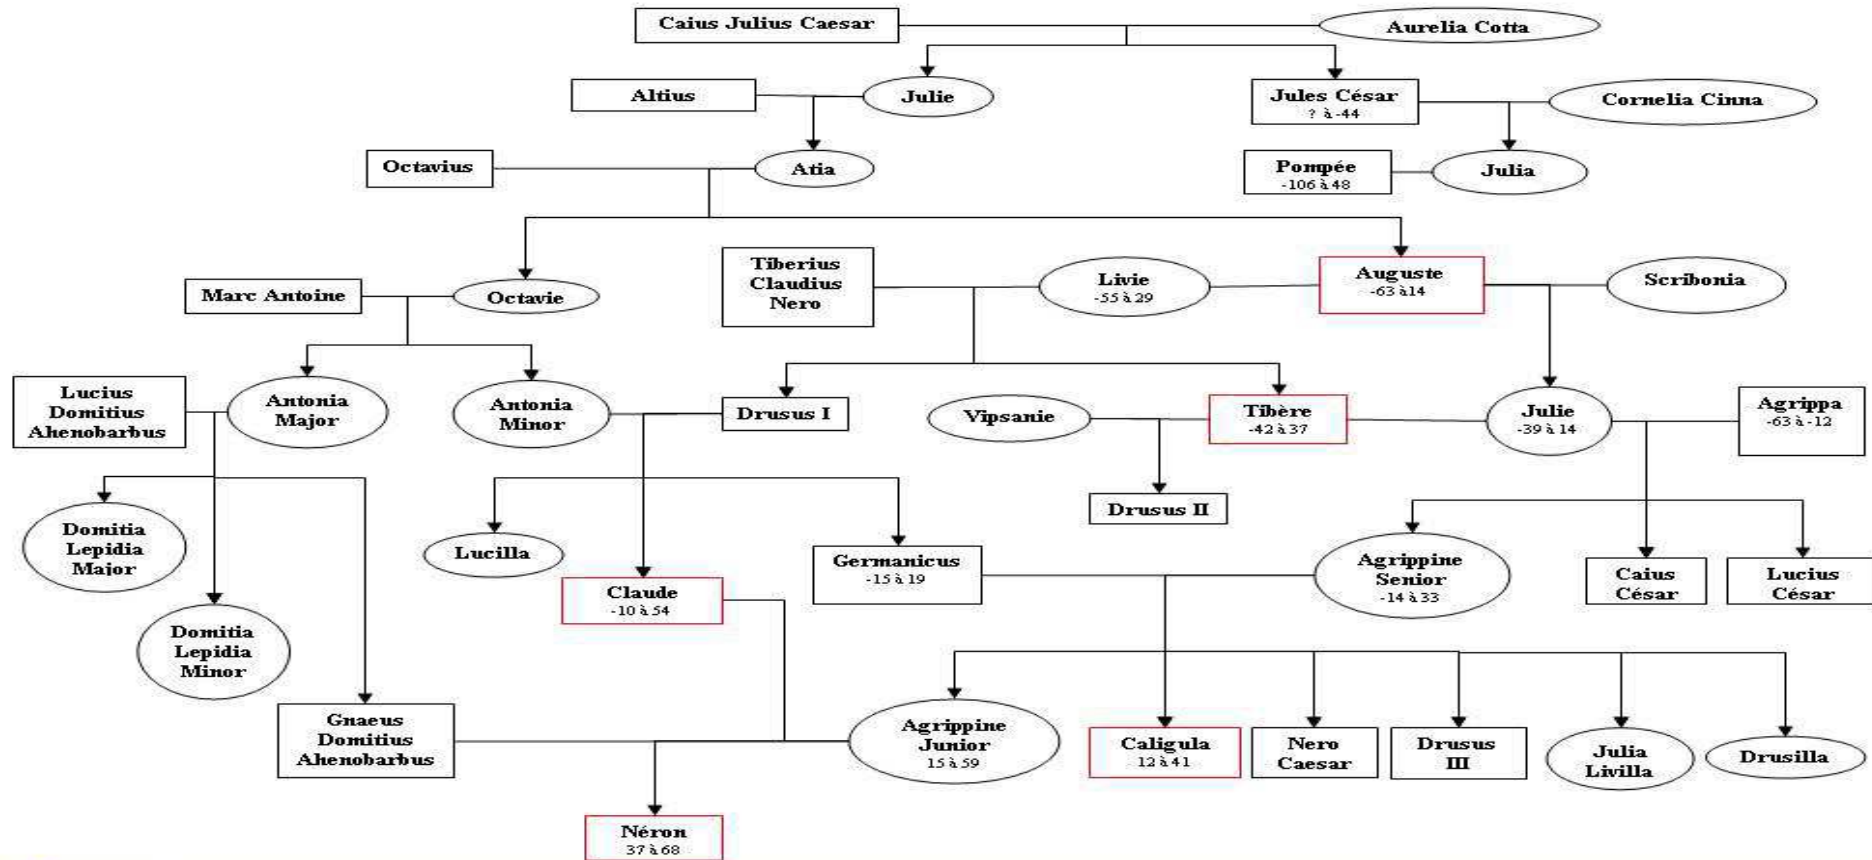 Caius Julius Caesar
Aurelia Cotta
Altius
Julie
Jules César
? à -44
Cornelia Cinna
Octavius
Atia
Pompée
-106 à 48
Julia
Marc Antoine
Octavie
Tiberius
Claudius
Nero
Livie
-55 à 29
Auguste
-63 à 14
Scribonia
Lucius
Domitius
Ahenobarbus
Antonia
Major
Antonia
Minor
Drusus I
Vipsanie
Tibère
-42 à 37
Julie
-39 à 14
Agrippa
-63 à -12
Drusus II
Domitia
Lepidia
Major
Lucilla
Germanicus
-15 à 19
Agrippine
Senior
-14 à 33
Caius
César
Lucius
César
Claude
-10 à 54
Domitia
Lepidia
Minor
Gnaeus
Domitius
Ahenobarbus
Agrippine
Junior
15 à 59
Caligula
12 à 41
Nero
Caesar
Drusus
III
Julia
Livilla
Drusilla
Néron
37 à 68